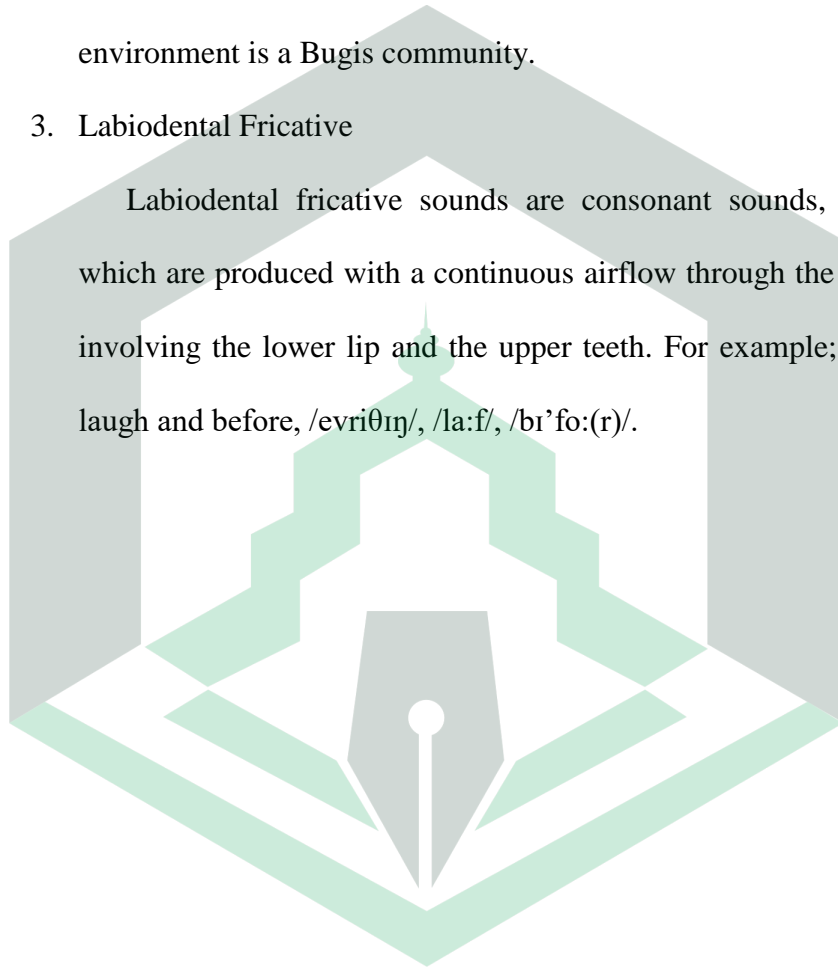 environment is a Bugis community.
3. Labiodental Fricative
Labiodental fricative sounds are consonant sounds,
which are produced with a continuous airflow through the
involving the lower lip and the upper teeth. For example;
laugh and before, /evriθɪŋ/, /la:f/, /bɪ’fo:(r)/.